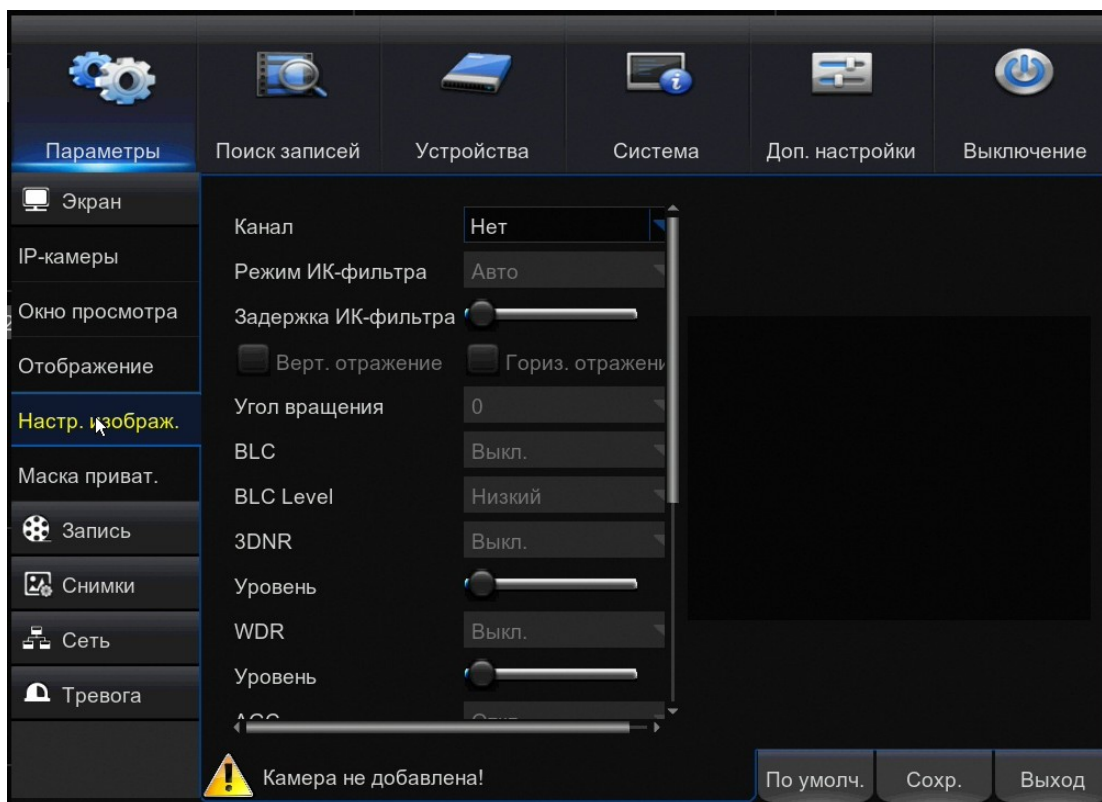 Параметры Поиск записей Устройства Система Доп. настройки Выключение
Экран
IP-камеры
Окно просмотра
Отображение
Настр. изображ.
Маска приват.
Запись
Снимки
Сеть
Тревога
Канал Нет
Режим ИК-фильтра Авто
Задержка ИК-фильтра
Верт. отражение Гориз. отражени
Угол вращения 0
BLC Выкл.
BLC Level Низкий
3DNR Выкл.
Уровень
WDR Выкл.
Уровень
Камера не добавлена!
По умолч. Сохр. Выход